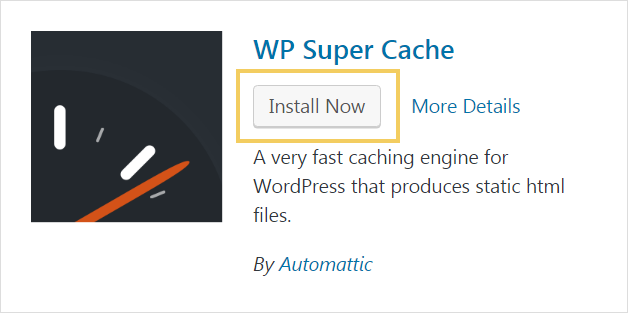 WP Super Cache
Install Now More Details
A very fast caching engine for
WordPress that produces static html
files.
By Automattic